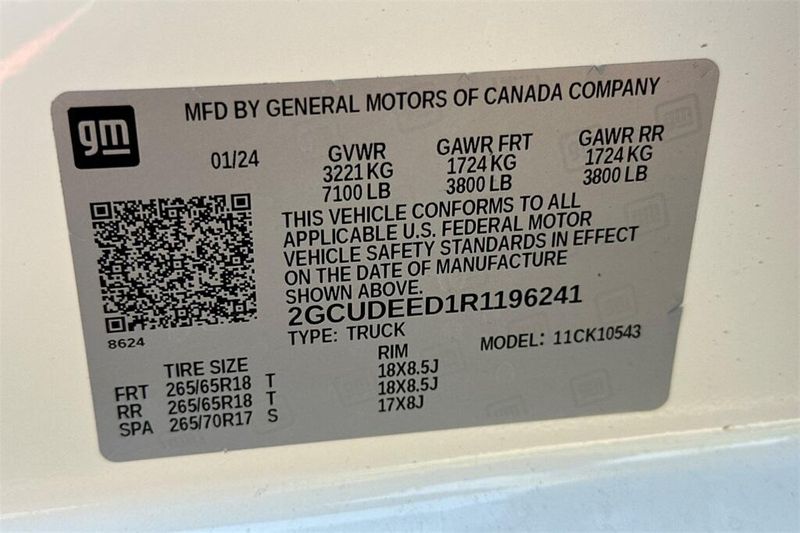 gm
MFD BY GENERAL MOTORS OF CANADA COMPANY
01/24
GVWR GAWR FRT GAWR RR
3221 KG 1724 KG 1724 KG
7100 LB 3800 LB 3800 LB
THIS VEHICLE CONFORMS TO ALL
APPLICABLE U.S. FEDERAL MOTOR
VEHICLE SAFETY STANDARDS IN EFFECT
ON THE DATE OF MANUFACTURE
SHOWN ABOVE.
2GCUDEED1R1196241
8624
TYPE: TRUCK MODEL: 11CK10543
TIRE SIZE RIM
FRT 265/65R18 T 18X8.5J
RR 265/65R18 T 18X8.5J
SPA 265/70R17 S 17X8J